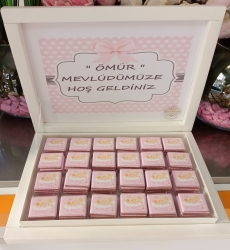 " ÖMÜR "
MEVLÜDÜMÜZE
HOŞ GELDİNİZ